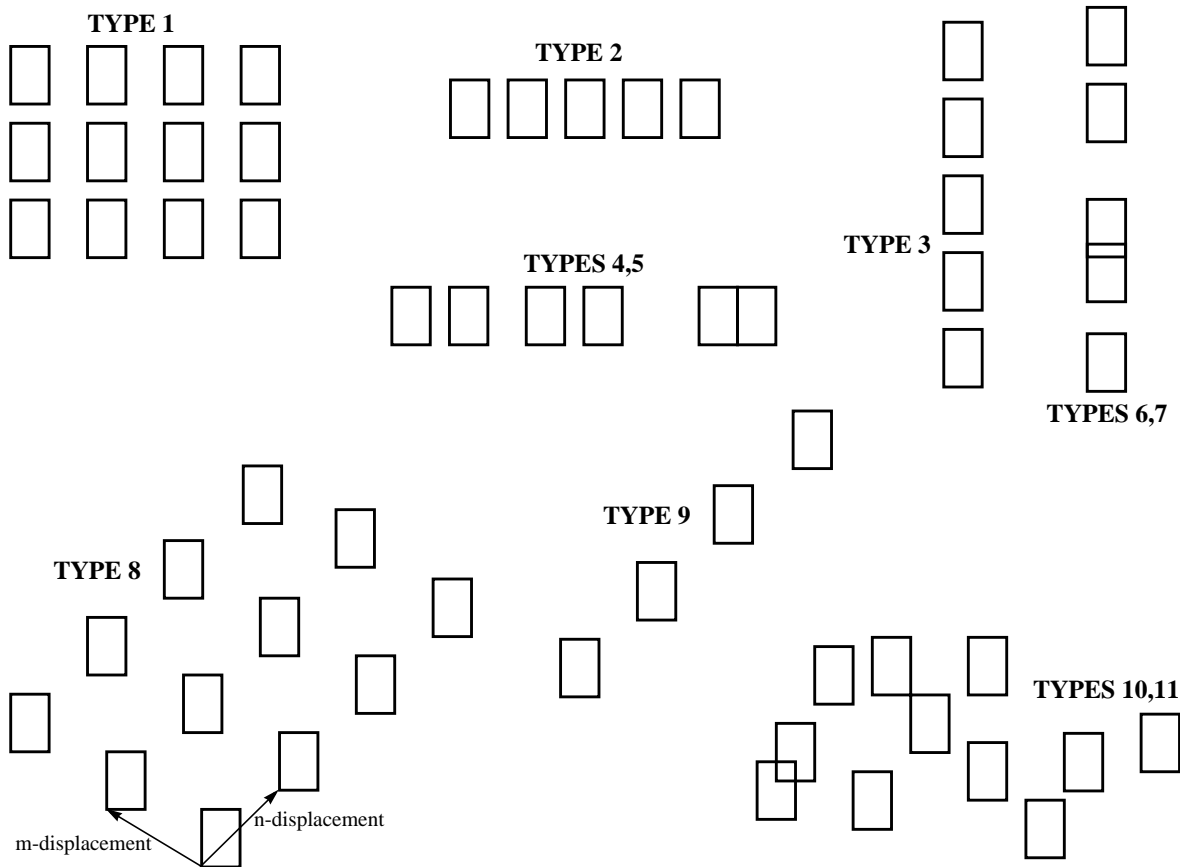 TYPE 1
TYPE 2
TYPE 3
TYPES 4,5
TYPES 6,7
TYPE 9
TYPE 8
TYPES 10,11
n-displacement
m-displacement